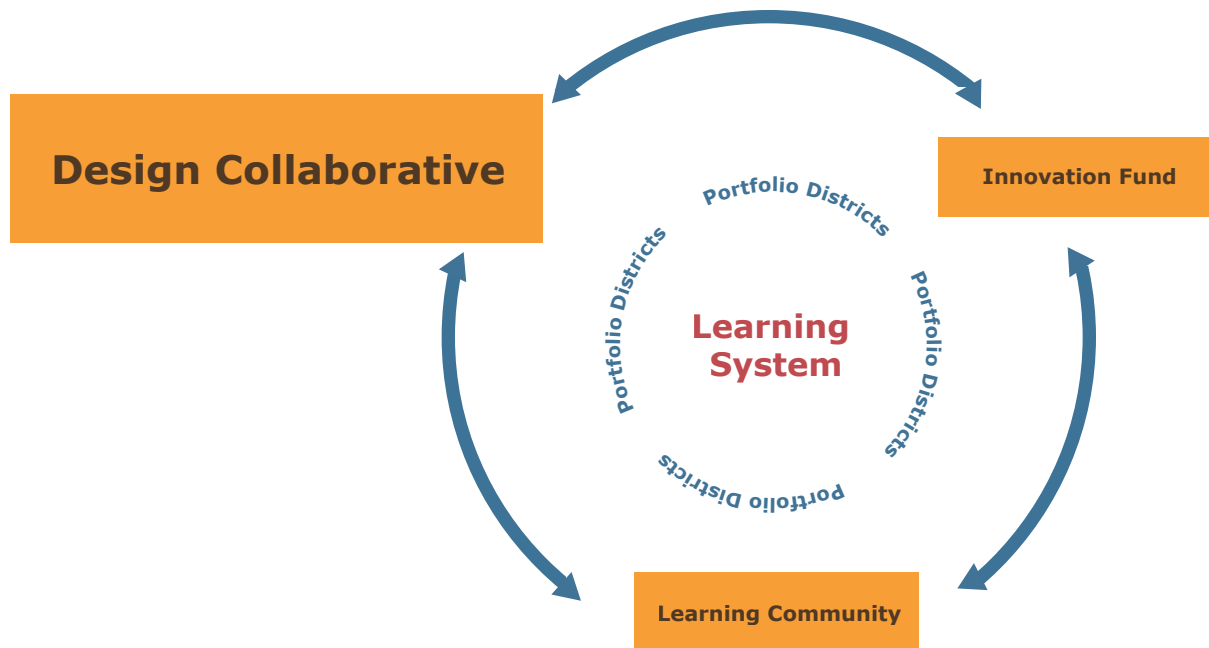 Design Collaborative
Innovation Fund
Portfolio Districts
Portfolio Districts
Portfolio Districts
Portfolio Districts
Learning
System
Learning Community